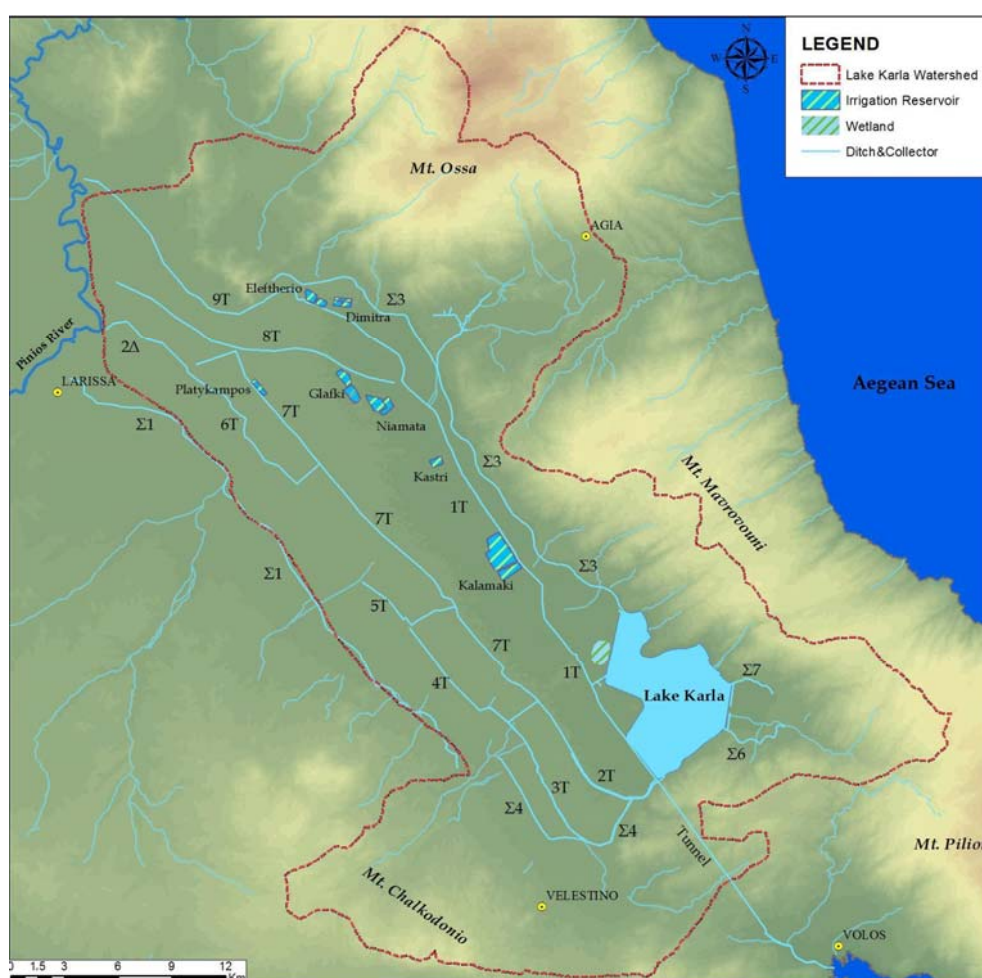 N
W E
S
LEGEND
Lake Karla Watershed
Irrigation Reservoir
Wetland
Ditch&Collector
Mt. Ossa
AGIA
Eleftherio
9T
Σ3
Dimitra
8T
Pinios River
2Δ
LARISSA
Platykampos
Glafki
7T
Niamata
Σ1
6T
Aegean Sea
Kastri
Σ3
1T
Mt. Mavrovouni
7T
Σ1
Kalamaki
Σ3
5T
7T
1T
Σ7
4T
Lake Karla
Σ6
2T
3T
Σ4
Σ4
Tunnel
Mt. Pilio
Mt. Chalkodonio
VELESTINO
VOLOS
0 1.5 3 6 9 12
Km